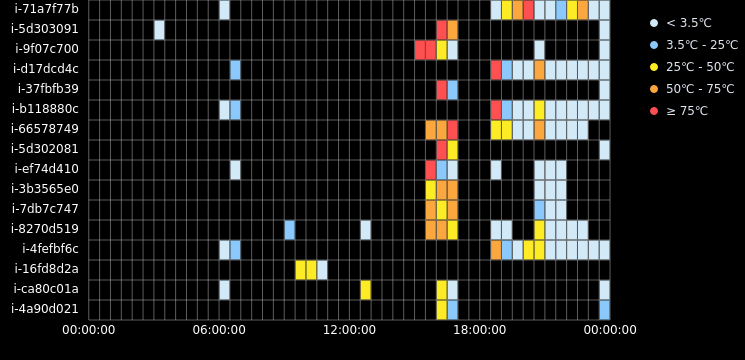 i-71a7f77b
i-5d303091
i-9f07c700
i-d17dcd4c
i-37fbfb39
i-b118880c
i-66578749
i-5d302081
i-ef74d410
i-3b3565e0
i-7db7c747
i-8270d519
i-4fefbf6c
i-16fd8d2a
i-ca80c01a
i-4a90d021
00:00:00 06:00:00 12:00:00 18:00:00 00:00:00
< 3.5℃
3.5℃ - 25℃
25℃ - 50℃
50℃ - 75℃
≥ 75℃